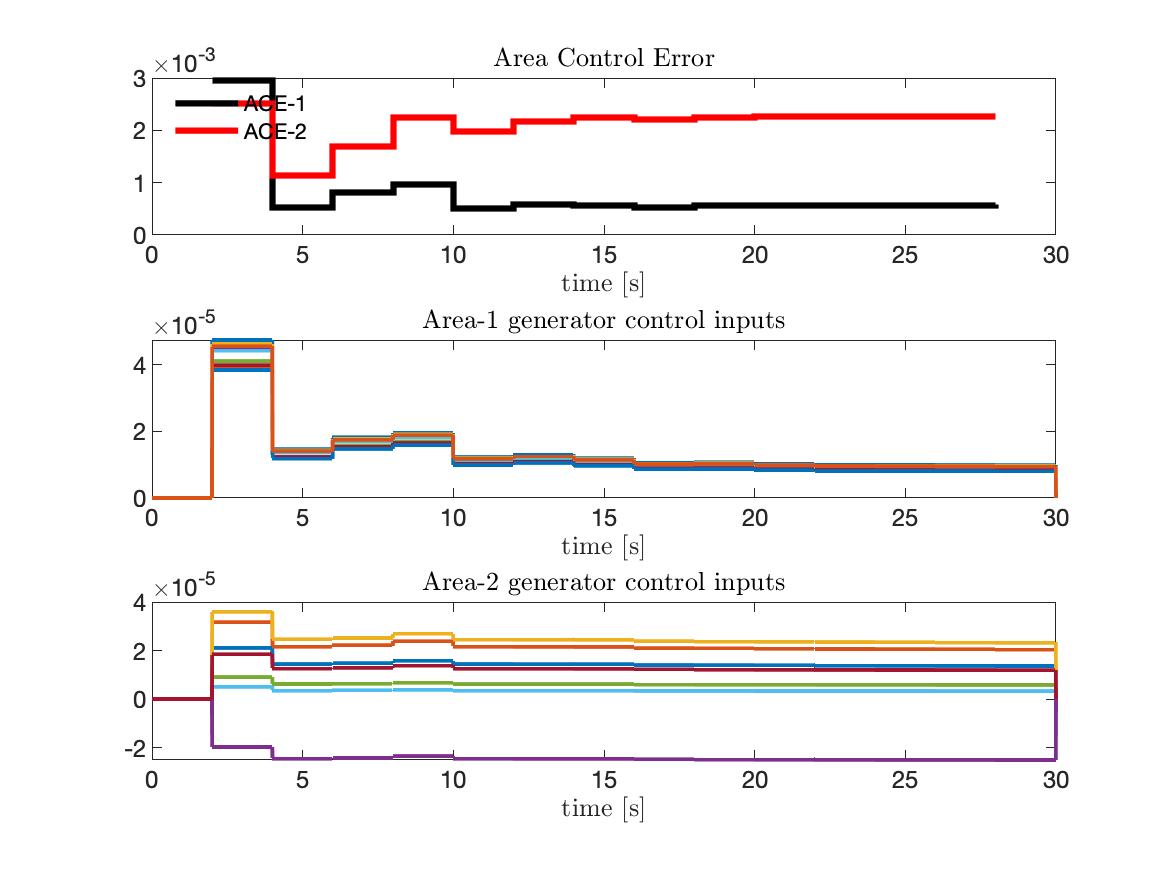 Area Control Error
×10-3
3
2
1
0
ACE-1
ACE-2
0 5 10 15 20 25 30
time [s]
Area-1 generator control inputs
×10-5
4
2
0
0 5 10 15 20 25 30
time [s]
Area-2 generator control inputs
×10-5
4
2
0
-2
0 5 10 15 20 25 30
time [s]